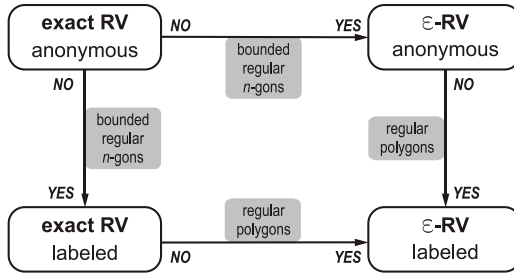 exact RV
anonymous
NO
YES
ε-RV
anonymous
bounded
regular
n-gons
NO
NO
bounded
regular
n-gons
regular
polygons
YES
YES
exact RV
labeled
NO
regular
polygons
YES
ε-RV
labeled